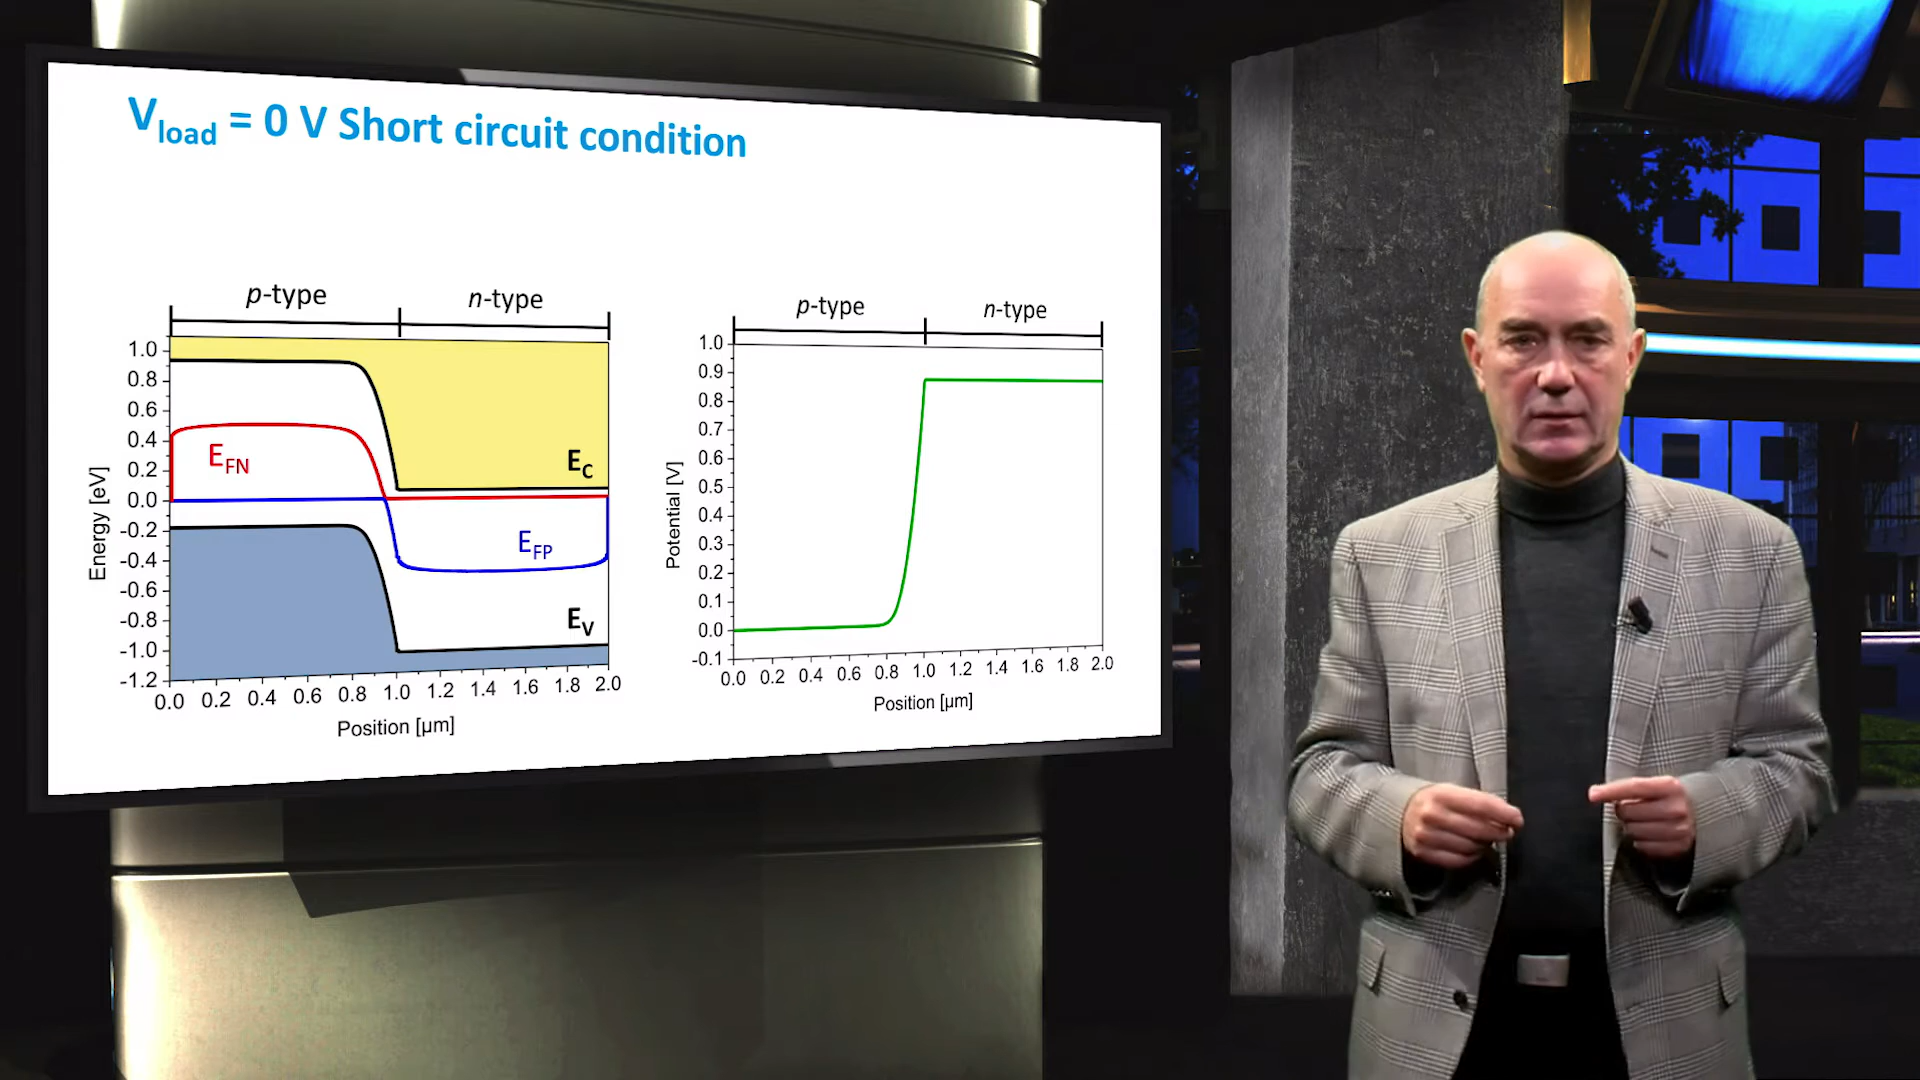 V_load = 0 V Short circuit condition
p-type n-type
1.0
0.8
0.6
0.4
0.2
0.0
-0.2
-0.4
-0.6
-0.8
-1.0
-1.2
Energy [eV]
E_FN
E_C
E_FP
E_V
0.0 0.2 0.4 0.6 0.8 1.0 1.2 1.4 1.6 1.8 2.0
Position [µm]
p-type n-type
1.0
0.9
0.8
0.7
0.6
0.5
0.4
0.3
0.2
0.1
0.0
-0.1
Potential [V]
0.0 0.2 0.4 0.6 0.8 1.0 1.2 1.4 1.6 1.8 2.0
Position [µm]